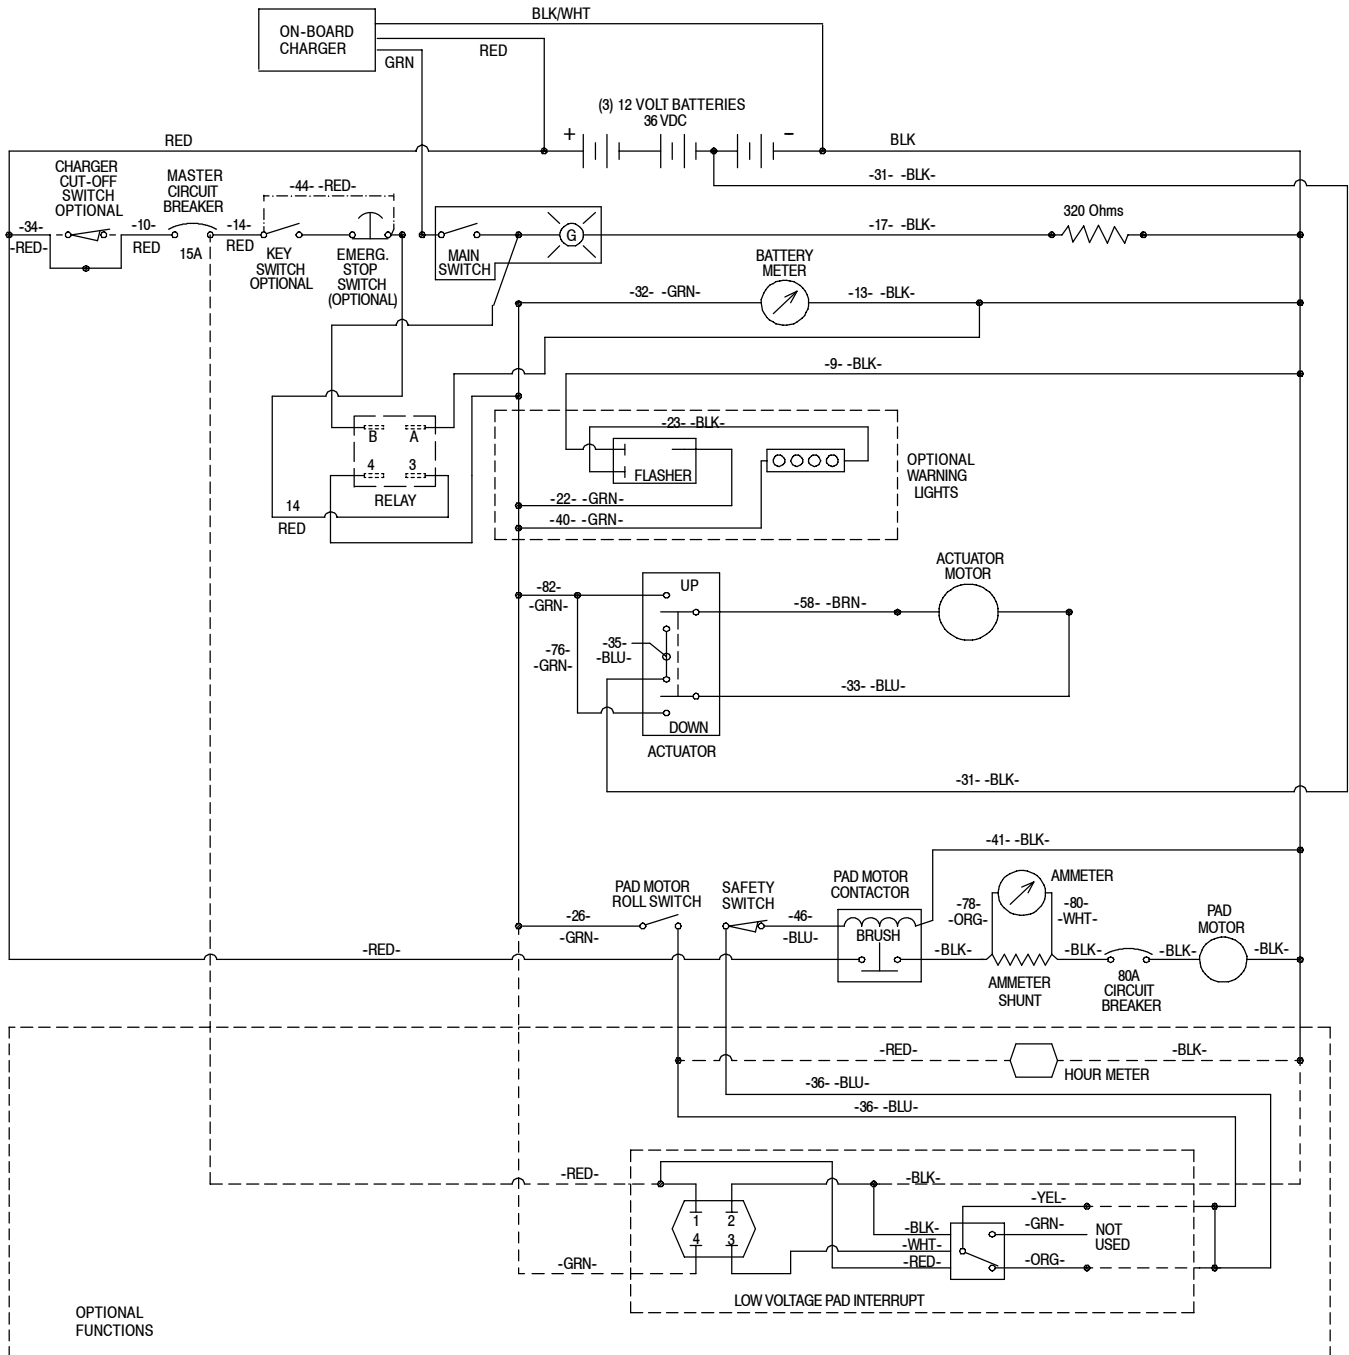 BLK/WHT
ON-BOARD
CHARGER
RED
GRN
(3) 12 VOLT BATTERIES
36 VDC
+
−
RED
BLK
CHARGER
CUT-OFF
SWITCH
OPTIONAL
MASTER
CIRCUIT
BREAKER
-44- -RED-
-31- -BLK-
-34-
-RED-
-10-
RED
15A
-14-
RED
KEY
SWITCH
OPTIONAL
EMERG.
STOP
SWITCH
(OPTIONAL)
MAIN
SWITCH
G
-17- -BLK-
320 Ohms
BATTERY
METER
-32- -GRN-
-13- -BLK-
-9- -BLK-
B
A
4
3
RELAY
14
RED
-23- -BLK-
FLASHER
-22- -GRN-
-40- -GRN-
OPTIONAL
WARNING
LIGHTS
-82-
-GRN-
-76-
-GRN-
UP
-35-
-BLU-
DOWN
ACTUATOR
ACTUATOR
MOTOR
-58- -BRN-
-33- -BLU-
-31- -BLK-
-41- -BLK-
PAD MOTOR
ROLL SWITCH
SAFETY
SWITCH
PAD MOTOR
CONTACTOR
AMMETER
-26-
-GRN-
-46-
-BLU-
BRUSH
-78-
-ORG-
-80-
-WHT-
PAD
MOTOR
-RED-
-BLK-
-BLK-
-BLK-
-BLK-
AMMETER
SHUNT
80A
CIRCUIT
BREAKER
-RED-
-BLK-
HOUR METER
-36- -BLU-
-36- -BLU-
-RED-
-BLK-
1
2
4
3
-YEL-
-BLK-
-GRN-
NOT
USED
-WHT-
-RED-
-ORG-
-GRN-
LOW VOLTAGE PAD INTERRUPT
OPTIONAL
FUNCTIONS